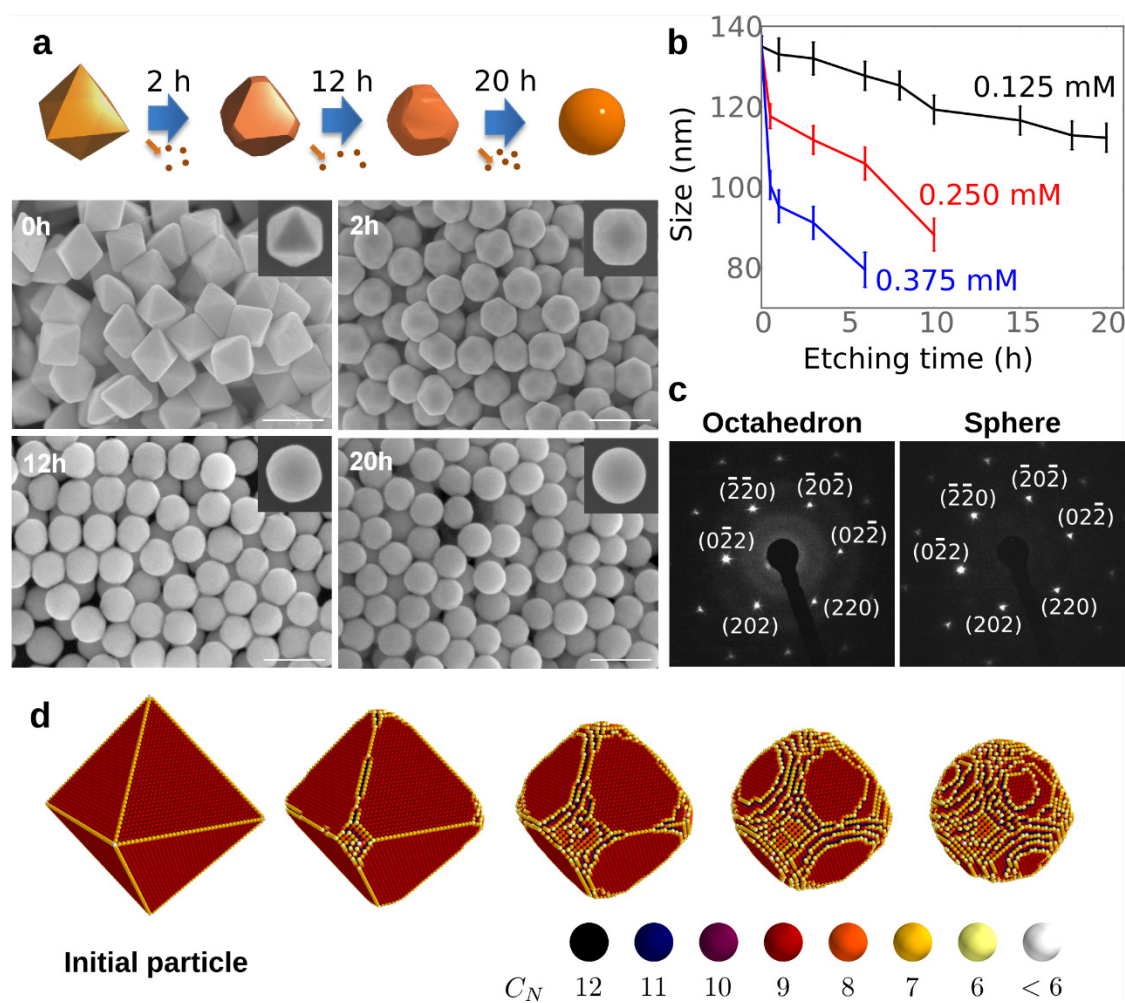 a
2 h
12 h
20 h
0h
2h
12h
20h
b
140
120
100
80
Size (nm)
0.125 mM
0.250 mM
0.375 mM
0
5
10
15
20
Etching time (h)
c
Octahedron
Sphere
(2̅2̅0)
(2̅02̅)
(02̅2)
(022̅)
(202)
(220)
(2̅2̅0)
(2̅02̅)
(02̅2)
(022̅)
(202)
(220)
d
Initial particle
C_N 12 11 10 9 8 7 6 < 6